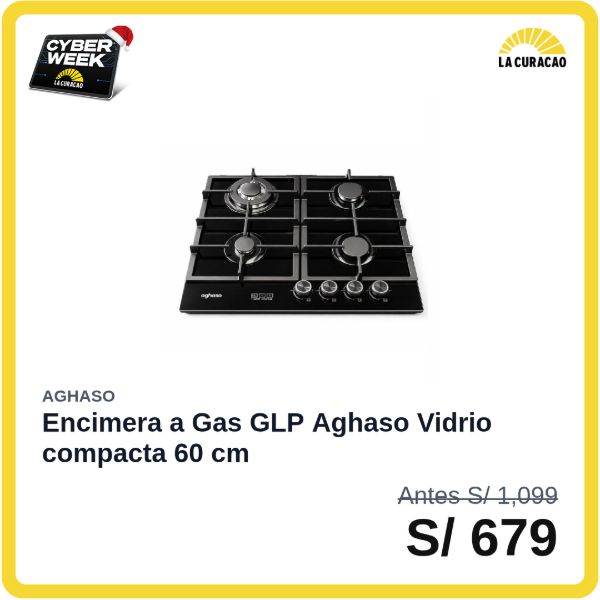 CYBER
WEEK
LA CURACAO
LA CURACAO
aghaso
AGHASO
Encimera a Gas GLP Aghaso Vidrio
compacta 60 cm
Antes S/ 1,099
S/ 679